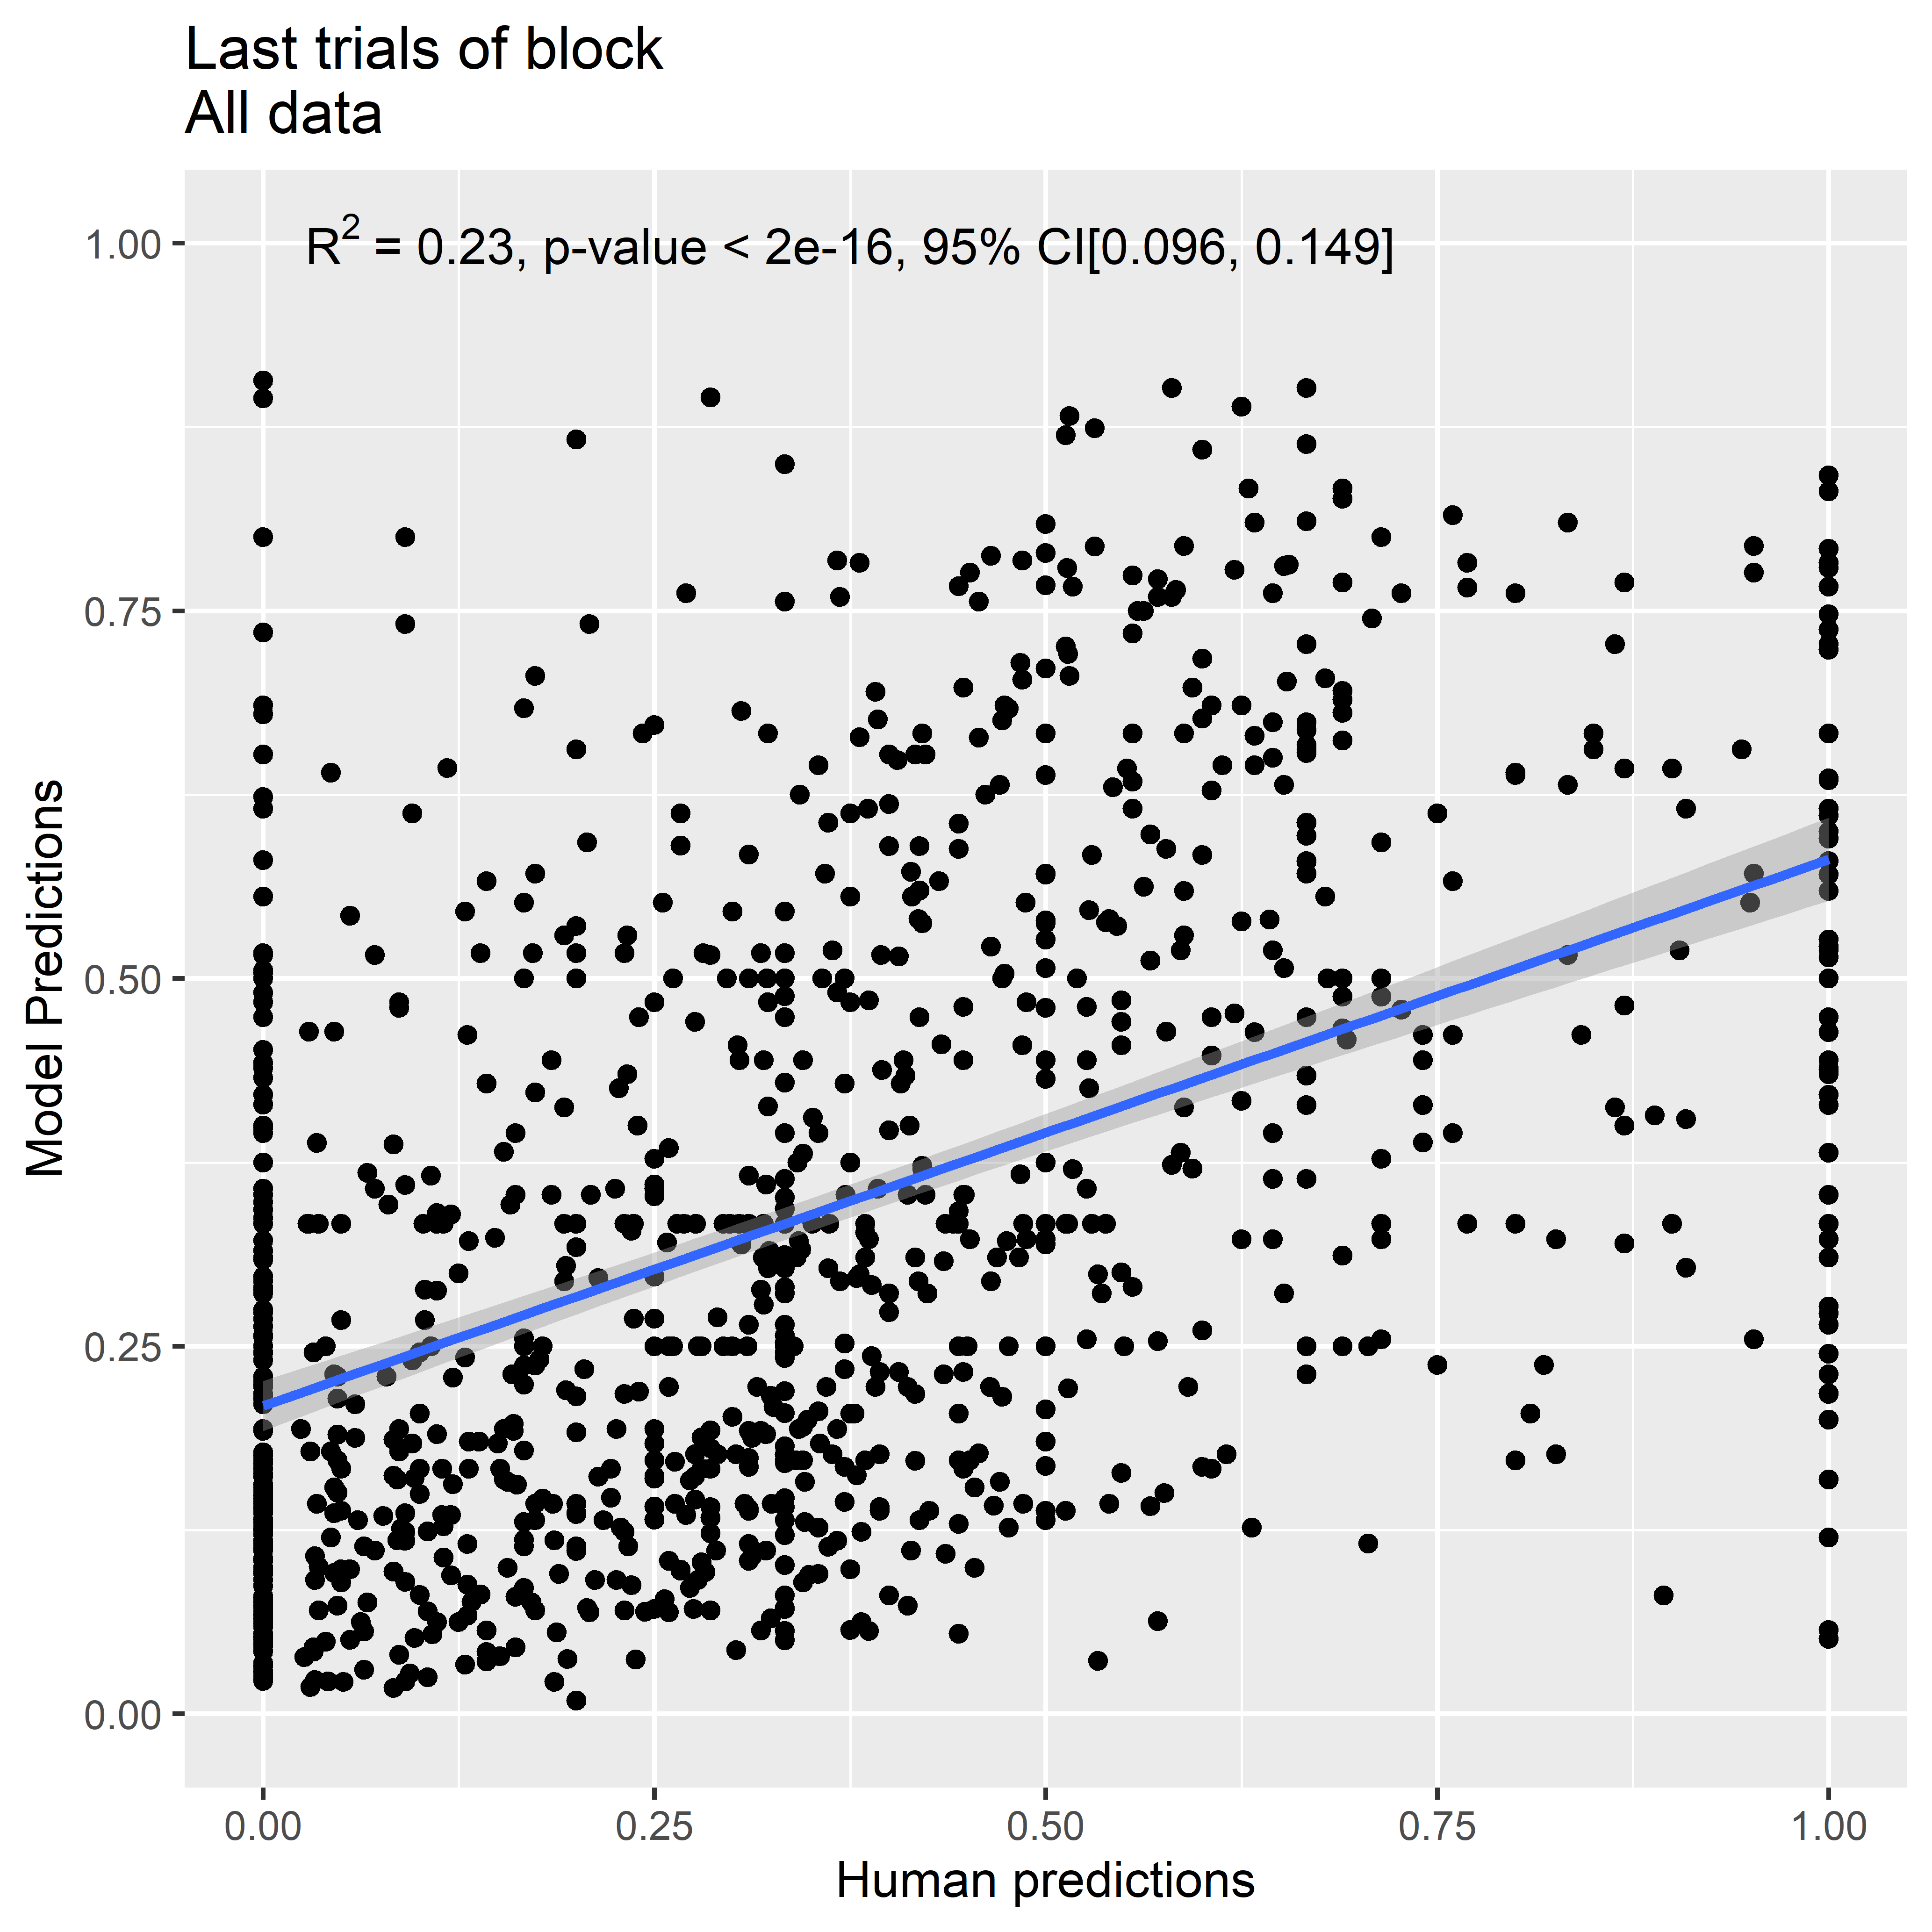 Last trials of block
All data
R² = 0.23, p-value < 2e-16, 95% CI[0.096, 0.149]
Model Predictions
1.00
0.75
0.50
0.25
0.00
0.00 0.25 0.50 0.75 1.00
Human predictions